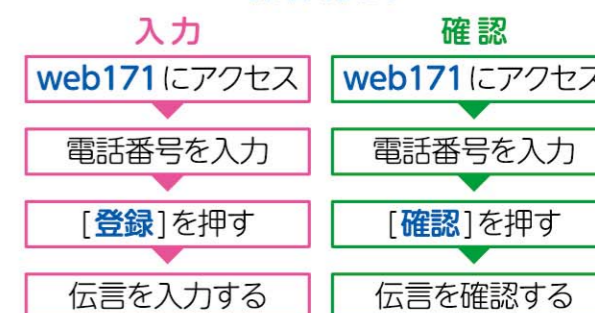 入力
web171にアクセス
電話番号を入力
[登録]を押す
伝言を入力する
確認
web171にアクセス
電話番号を入力
[確認]を押す
伝言を確認する